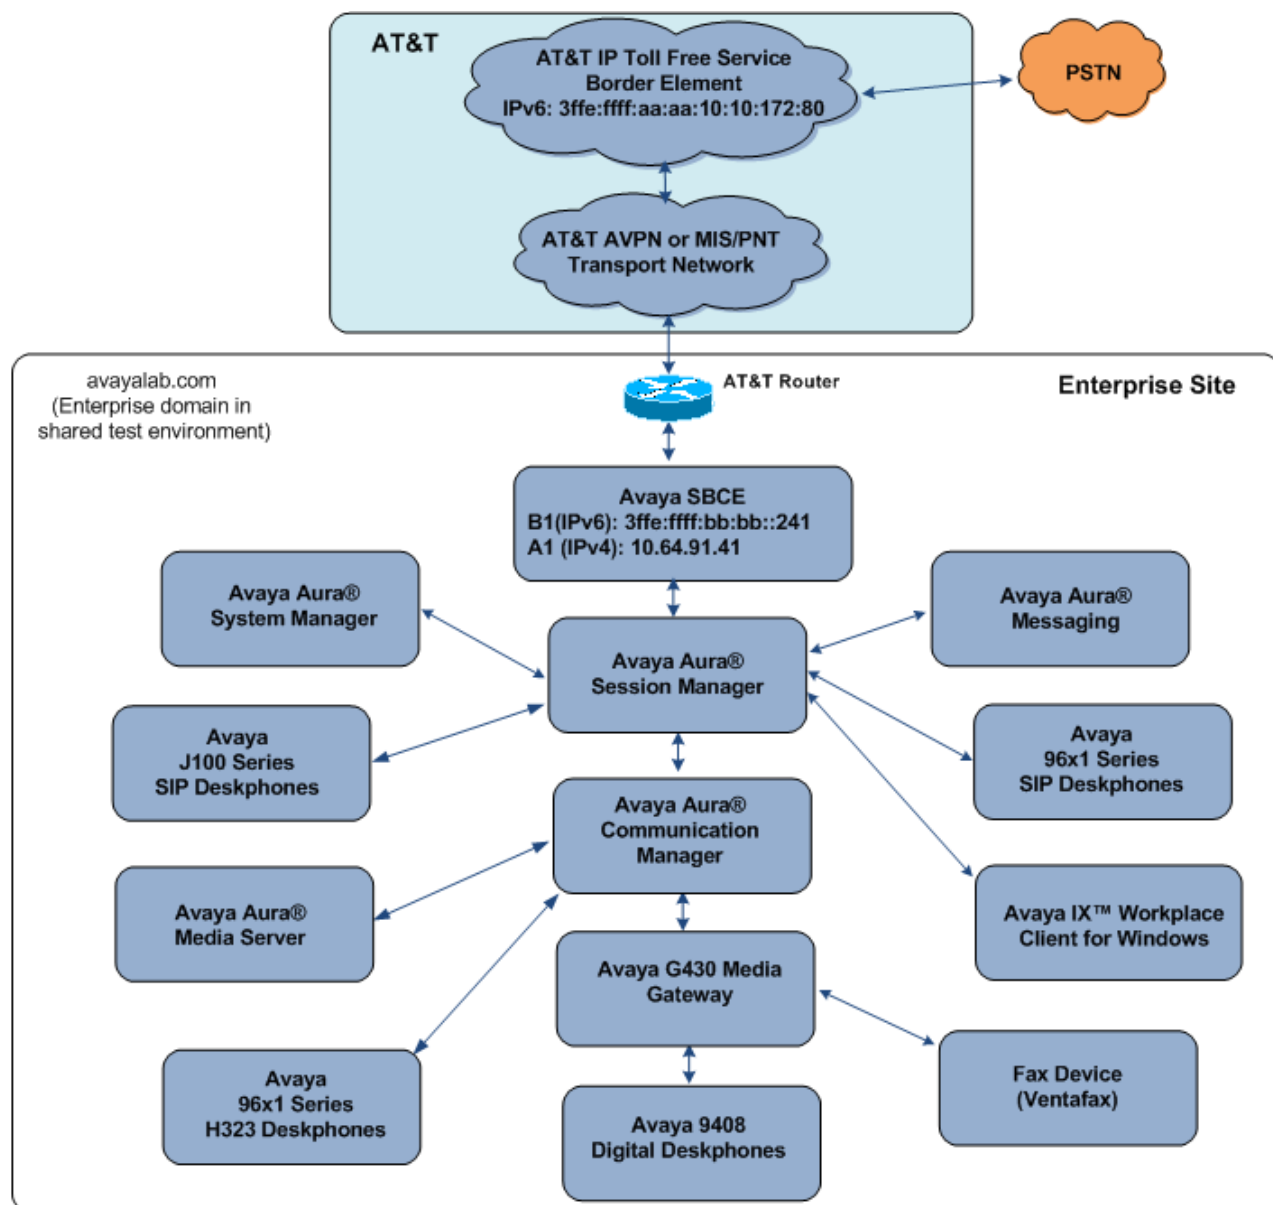 AT&T
AT&T IP Toll Free Service
Border Element
IPv6: 3ffe:ffff:aa:aa:10:10:172:80
PSTN
AT&T AVPN or MIS/PNT
Transport Network
avayalab.com
(Enterprise domain in
shared test environment)
AT&T Router
Enterprise Site
Avaya SBCE
B1(IPv6): 3ffe:ffff:bb:bb::241
A1 (IPv4): 10.64.91.41
Avaya Aura®
System Manager
Avaya Aura®
Messaging
Avaya Aura®
Session Manager
Avaya
J100 Series
SIP Deskphones
Avaya
96x1 Series
SIP Deskphones
Avaya Aura®
Communication
Manager
Avaya Aura®
Media Server
Avaya IX™ Workplace
Client for Windows
Avaya G430 Media
Gateway
Avaya
96x1 Series
H323 Deskphones
Fax Device
(Ventafax)
Avaya 9408
Digital Deskphones